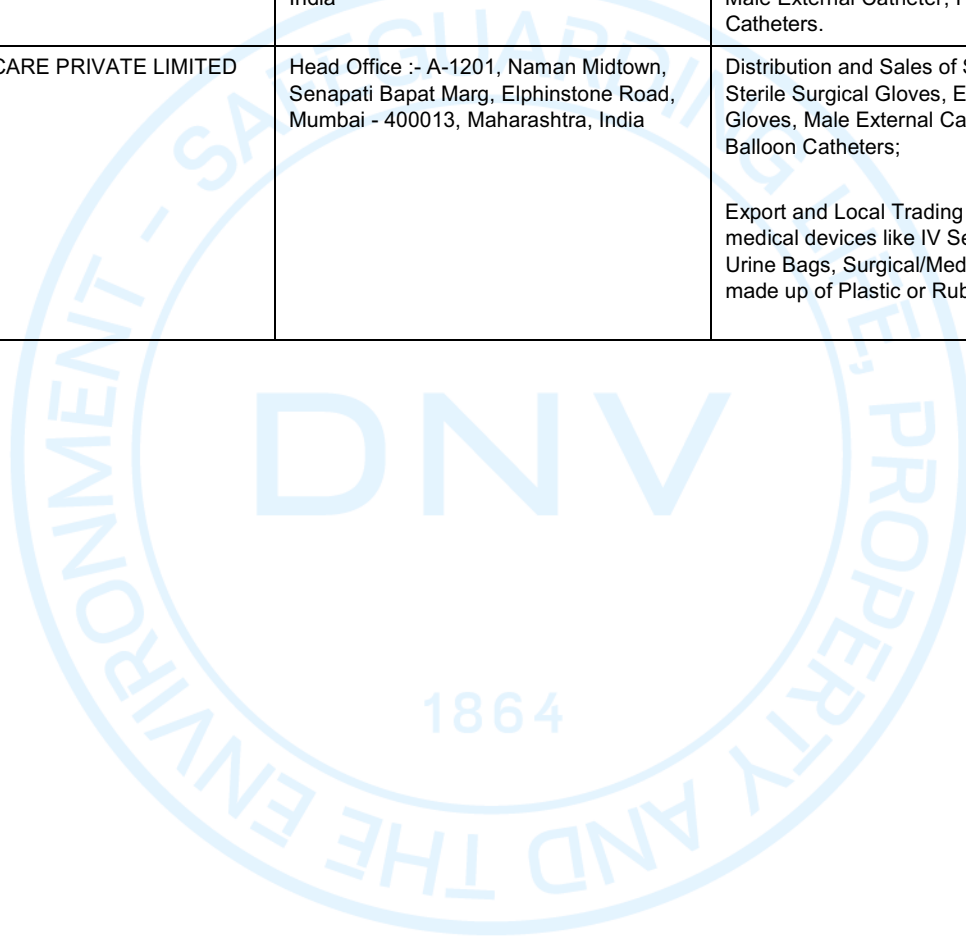 India
Male External Catheter,
Catheters.
CARE PRIVATE LIMITED
Head Office :- A-1201, Naman Midtown,
Senapati Bapat Marg, Elphinstone Road,
Mumbai - 400013, Maharashtra, India
Distribution and Sales of
Sterile Surgical Gloves,
Gloves, Male External
Balloon Catheters;
Export and Local Trading
medical devices like IV
Urine Bags,
made up of Plastic or
SAFEGUARDING LIFE, PROPERTY AND THE ENVIRONMENT -
DNV
1864